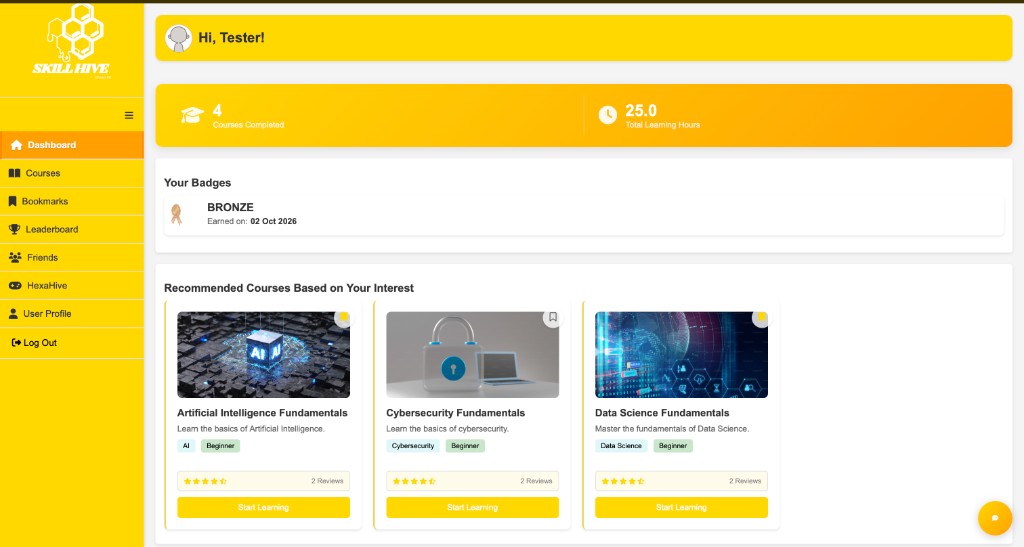 SKILL HIVE
Dashboard
Courses
Bookmarks
Leaderboard
Friends
HexaHive
User Profile
Log Out
Hi, Tester!
4
Courses Completed
25.0
Total Learning Hours
Your Badges
BRONZE
Earned on: 02 Oct 2026
Recommended Courses Based on Your Interest
AI AI
Artificial Intelligence Fundamentals
Learn the basics of Artificial Intelligence.
AI Beginner
2 Reviews
Start Learning
Cybersecurity Fundamentals
Learn the basics of cybersecurity.
Cybersecurity Beginner
2 Reviews
Start Learning
Data Science Fundamentals
Master the fundamentals of Data Science.
Data Science Beginner
2 Reviews
Start Learning